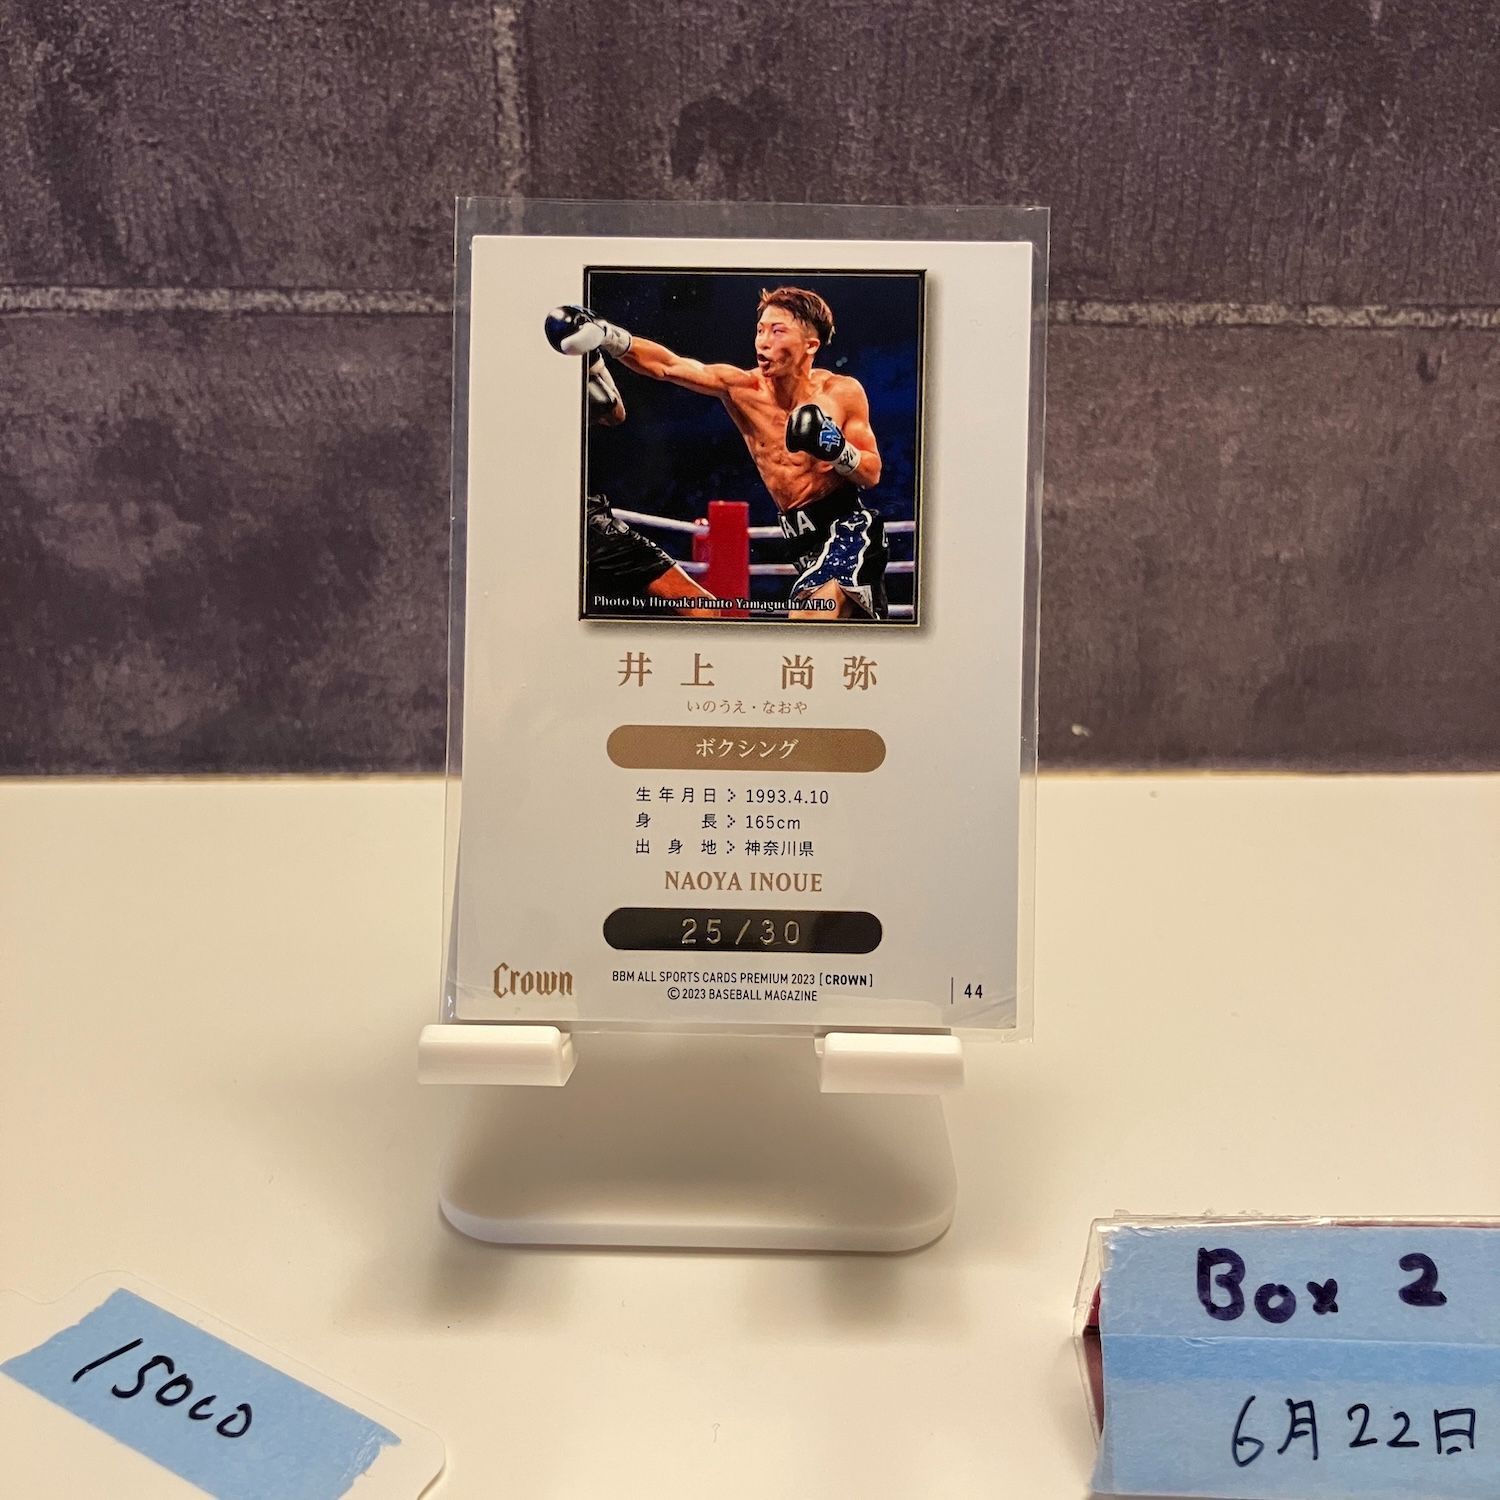 Photo by Hiroaki Finito Yamaguchi/AFLO
井上 尚弥
いのうえ・なおや
ボクシング
生年月日 1993.4.10
身長 165cm
出身地 神奈川県
NAOYA INOUE
25/30
Crown
BBM ALL SPORTS CARDS PREMIUM 2023 [CROWN]
© 2023 BASEBALL MAGAZINE
44
15000
Box 2
6月22日